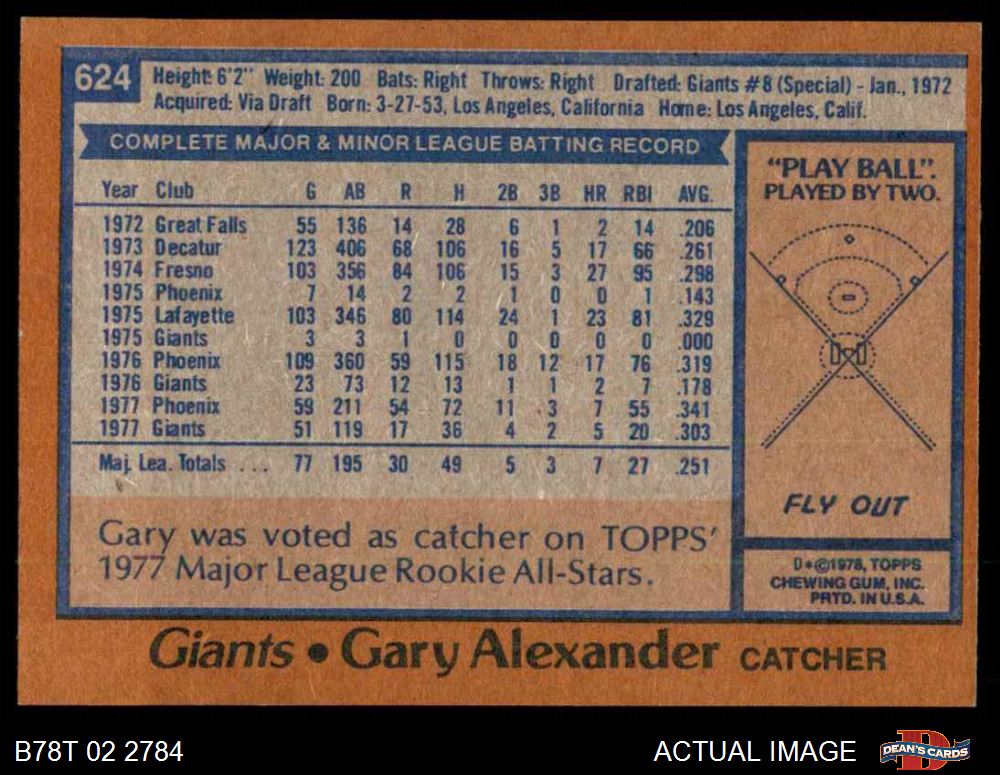 624
Height: 6'2" Weight: 200 Bats: Right Throws: Right Drafted: Giants #8 (Special) - Jan., 1972
Acquired: Via Draft Born: 3-27-53, Los Angeles, California Home: Los Angeles, Calif.
COMPLETE MAJOR & MINOR LEAGUE BATTING RECORD
Year Club G AB R H 2B 3B HR RBI AVG.
1972 Great Falls 55 136 14 28 6 1 2 14 .206
1973 Decatur 123 406 68 106 16 5 17 66 .261
1974 Fresno 103 356 84 106 15 3 27 95 .298
1975 Phoenix 7 14 2 2 1 0 0 1 .143
1975 Lafayette 103 346 80 114 24 1 23 81 .329
1975 Giants 3 3 1 0 0 0 0 0 .000
1976 Phoenix 109 360 59 115 18 12 17 76 .319
1976 Giants 23 73 12 13 1 1 2 7 .178
1977 Phoenix 59 211 54 72 11 3 7 55 .341
1977 Giants 51 119 17 36 4 2 5 20 .303
Maj. Lea. Totals ... 77 195 30 49 5 3 7 27 .251
Gary was voted as catcher on TOPPS'
1977 Major League Rookie All-Stars.
"PLAY BALL".
PLAYED BY TWO.
FLY OUT
D*©1978, TOPPS
CHEWING GUM, INC.
PRTD. IN U.S.A.
Giants • Gary Alexander CATCHER
B78T 02 2784
ACTUAL IMAGE
D
DEAN'S CARDS